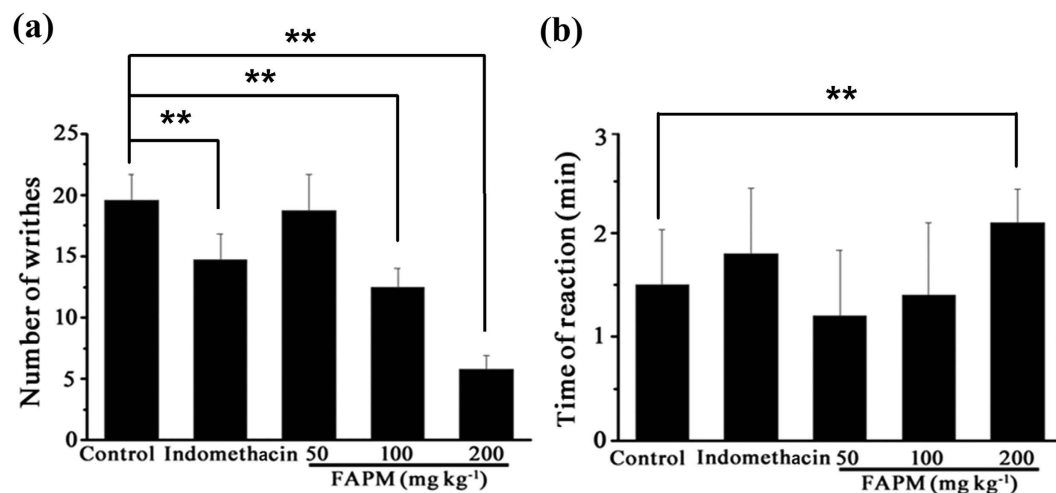 (a)
**
**
**
Number of writhes
25
20
15
10
5
0
Control Indomethacin 50 100 200
FAPM (mg kg-1)
(b)
**
Time of reaction (min)
3
2
1
0
Control Indomethacin 50 100 200
FAPM (mg kg-1)